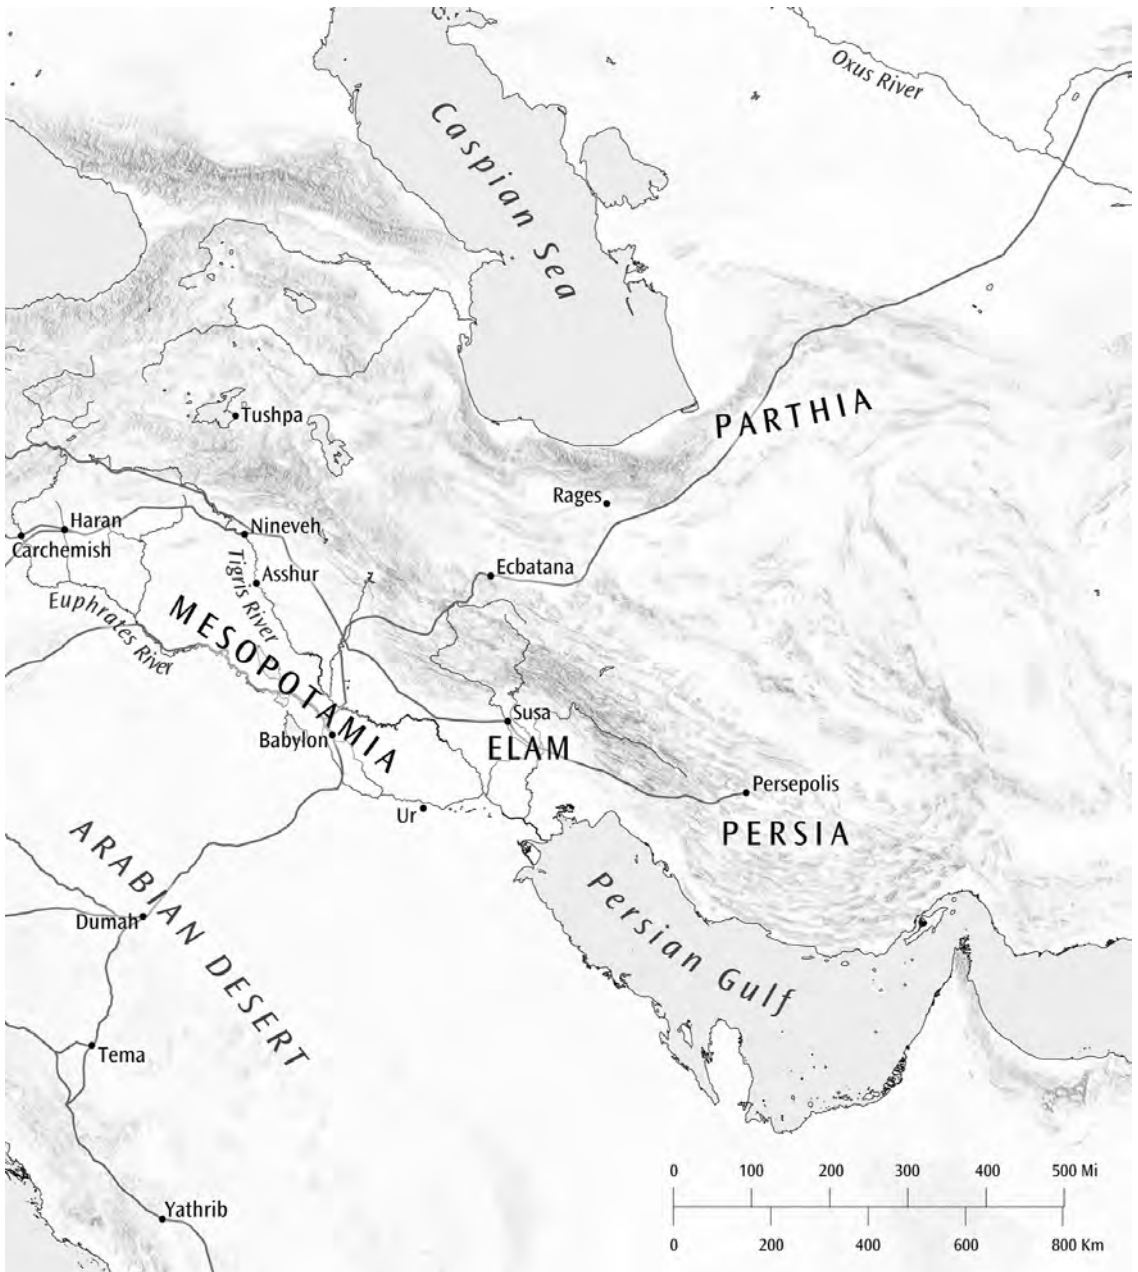 Oxus River
Caspian Sea
PARTHIA
Tushpa
Rages
Haran
Nineveh
Carchemish
Ecbatana
Asshur
Tigris River
Euphrates River
MESOPOTAMIA
Susa
Babylon
ELAM
Persepolis
Ur
PERSIA
ARABIAN DESERT
Persian Gulf
Dumah
Tema
Yathrib
0 100 200 300 400 500 Mi
0 200 400 600 800 Km